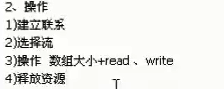 2、操作
1)建立联系
2)选择流
3)操作 数组大小+read 、write
4)释放资源